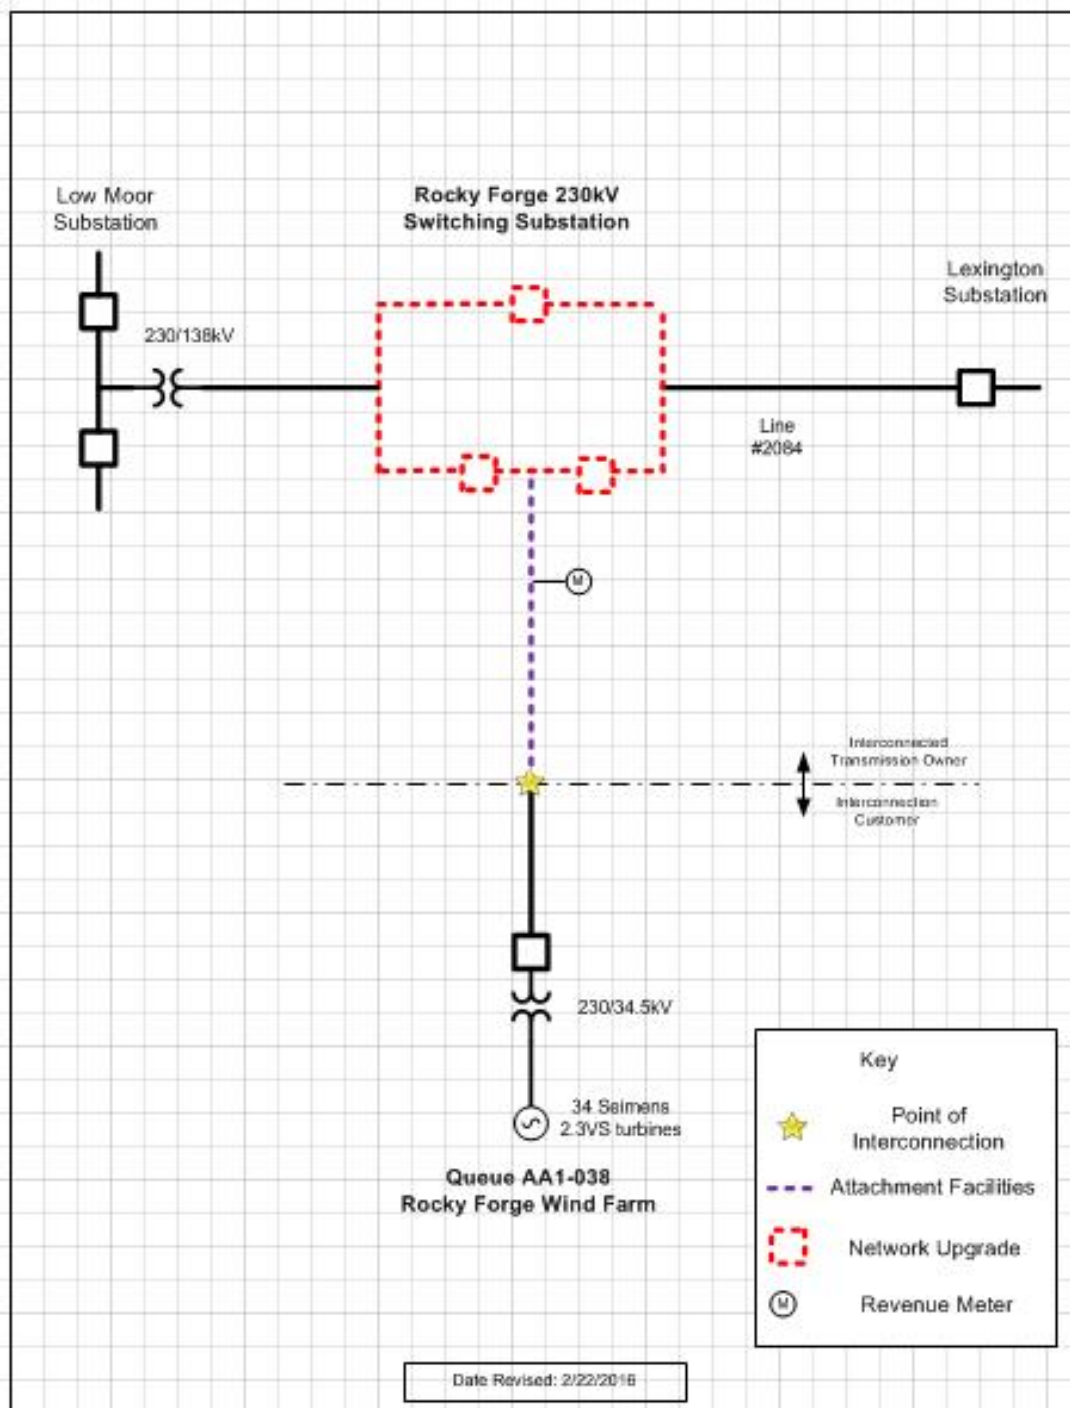 Low Moor
Substation
Rocky Forge 230kV
Switching Substation
Lexington
Substation
230/138kV
Line
#2084
M
Interconnected
Transmission Owner
Interconnection
Customer
230/34.5kV
34 Seimens
2.3VS turbines
Queue AA1-038
Rocky Forge Wind Farm
Key
Point of
Interconnection
Attachment Facilities
Network Upgrade
M
Revenue Meter
Date Revised: 2/22/2016